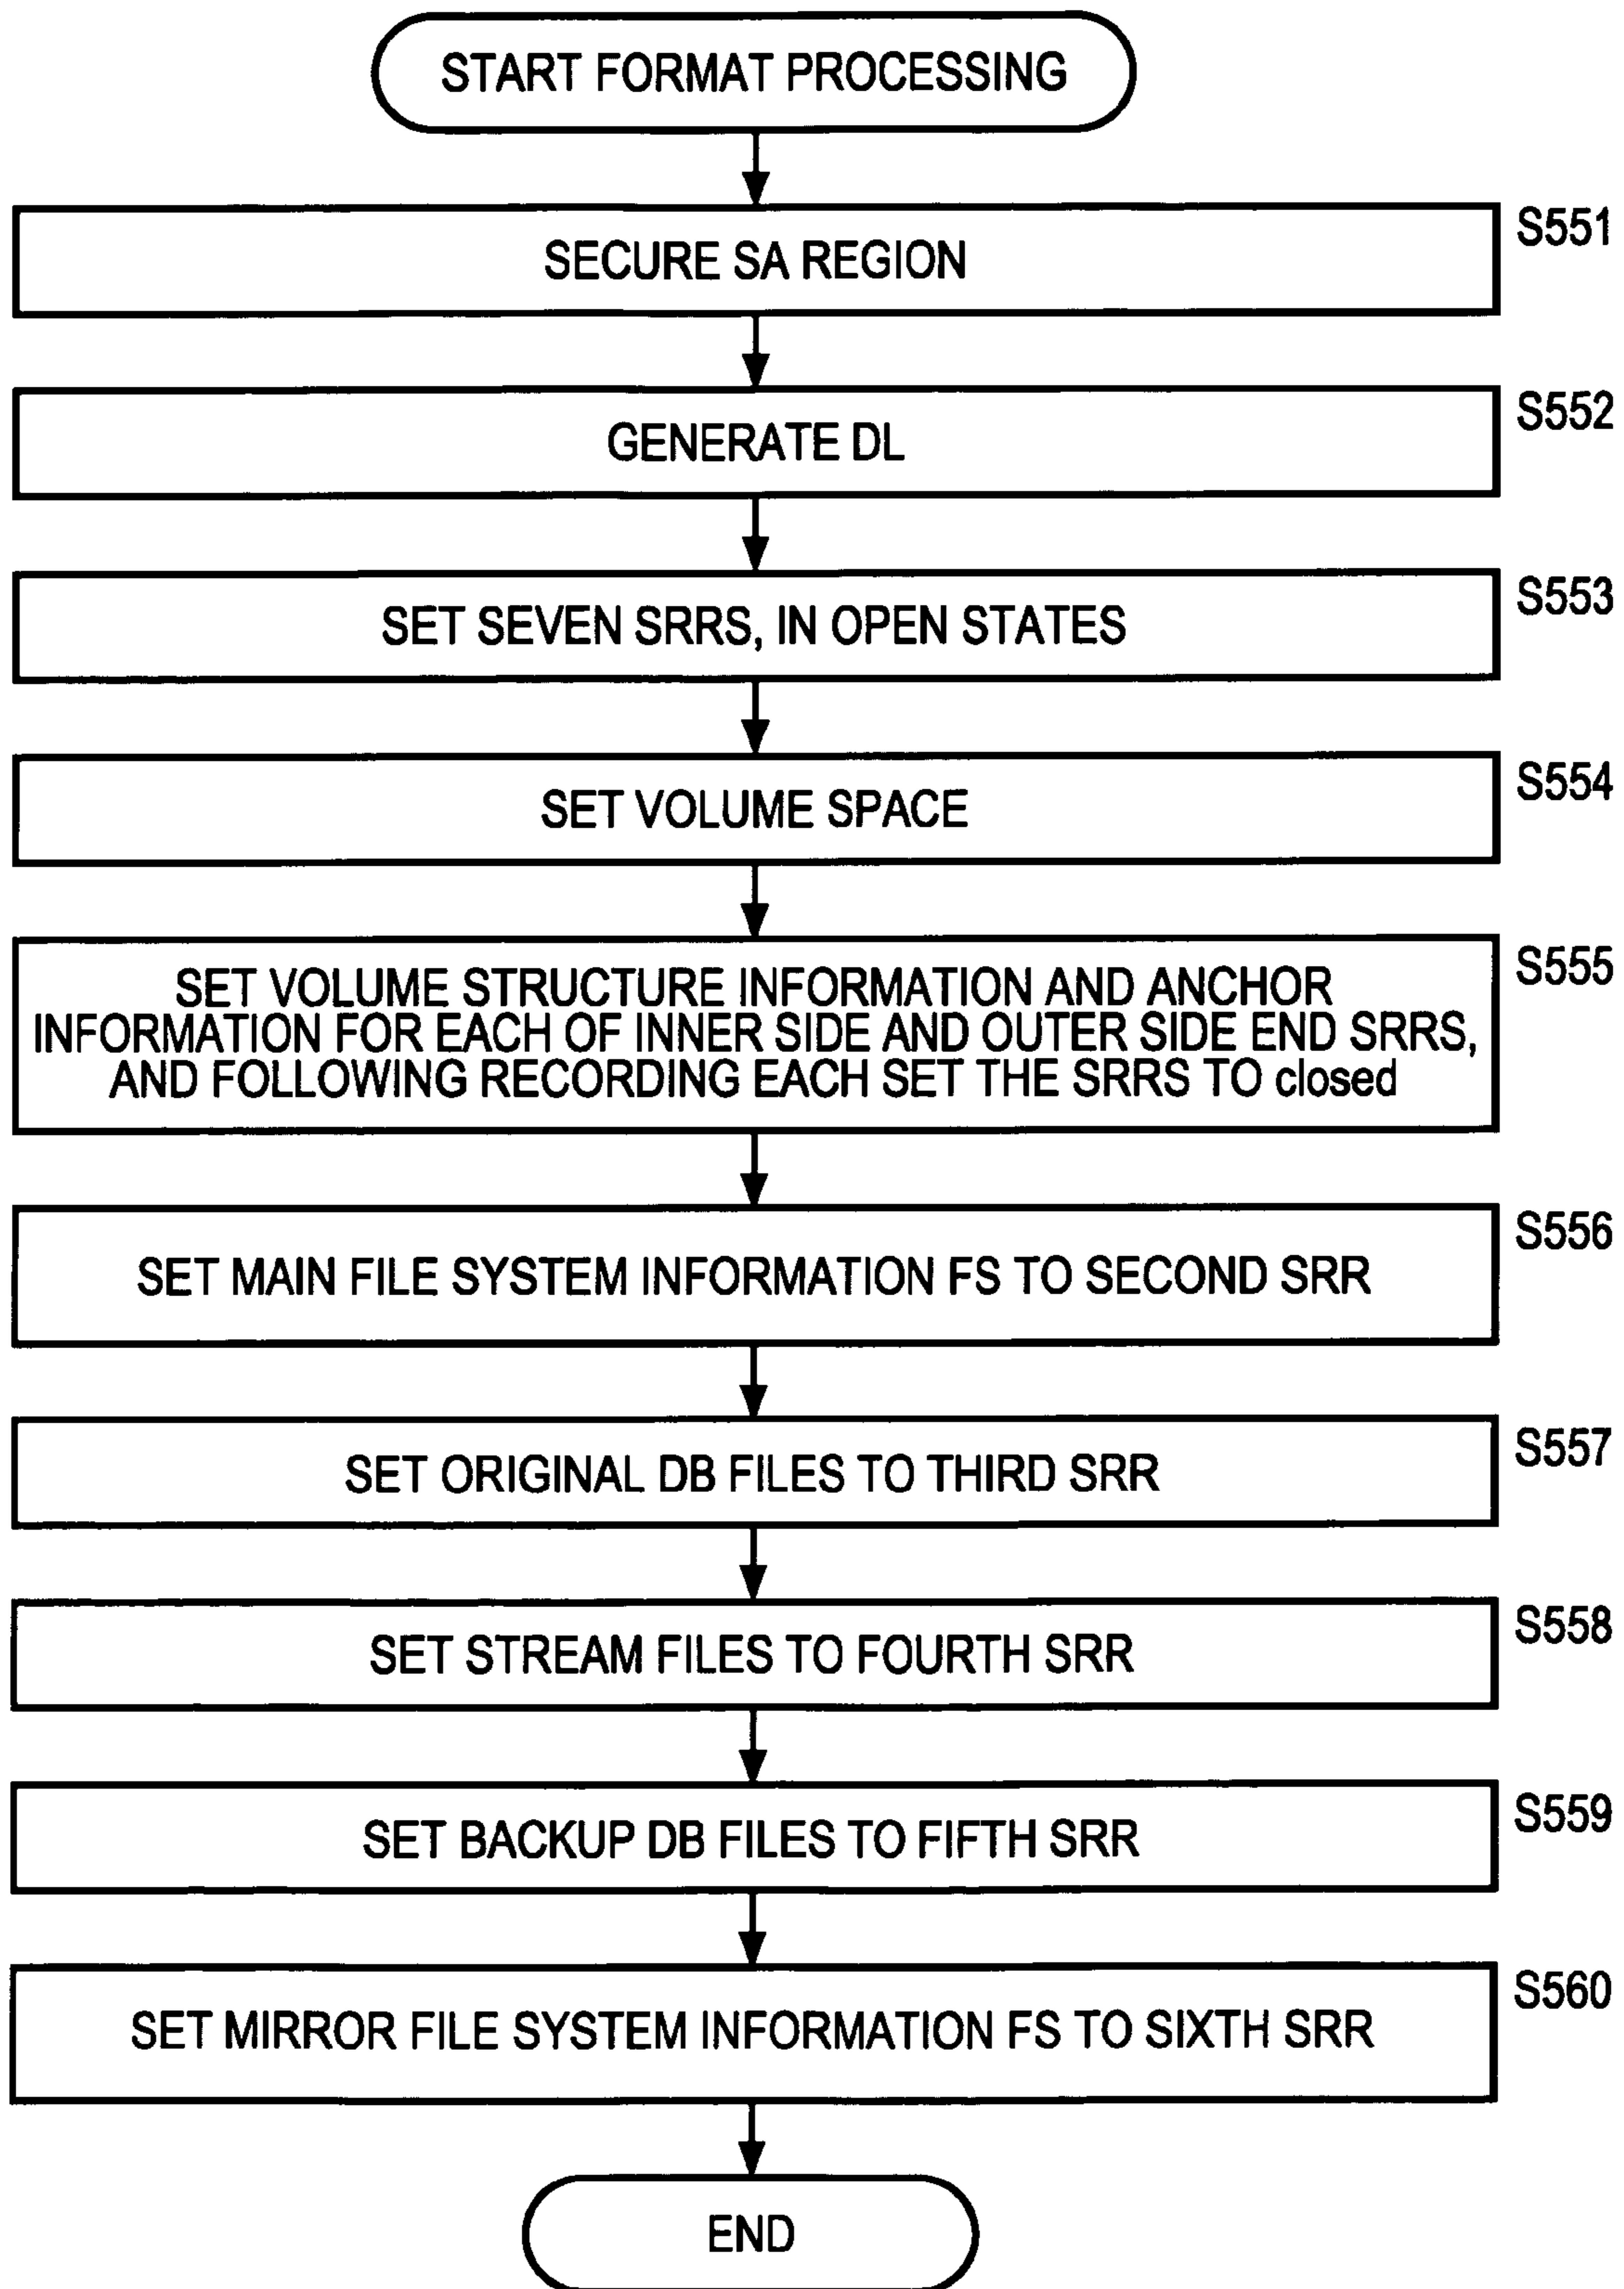 START FORMAT PROCESSING
S551
SECURE SA REGION
S552
GENERATE DL
S553
SET SEVEN SRRS, IN OPEN STATES
S554
SET VOLUME SPACE
S555
SET VOLUME STRUCTURE INFORMATION AND ANCHOR
INFORMATION FOR EACH OF INNER SIDE AND OUTER SIDE END SRRS,
AND FOLLOWING RECORDING EACH SET THE SRRS TO closed
S556
SET MAIN FILE SYSTEM INFORMATION FS TO SECOND SRR
S557
SET ORIGINAL DB FILES TO THIRD SRR
S558
SET STREAM FILES TO FOURTH SRR
S559
SET BACKUP DB FILES TO FIFTH SRR
S560
SET MIRROR FILE SYSTEM INFORMATION FS TO SIXTH SRR
END